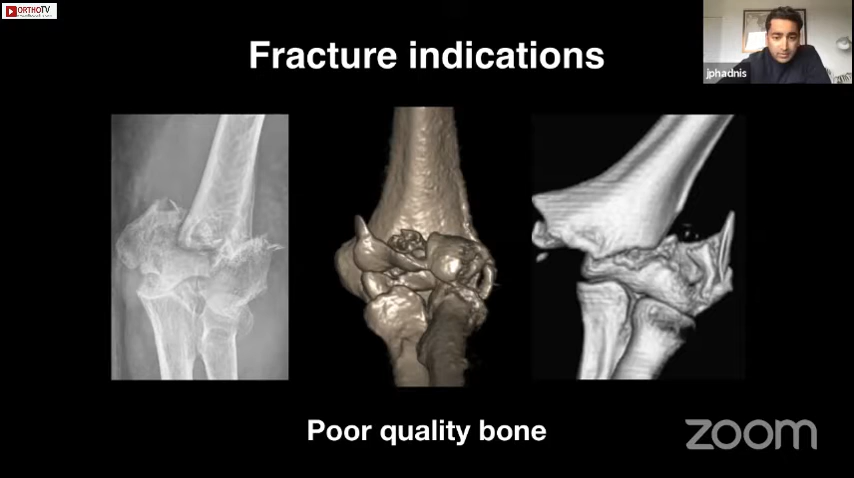 ORTHOTV
Fracture indications
jphadnis
Poor quality bone
zoom